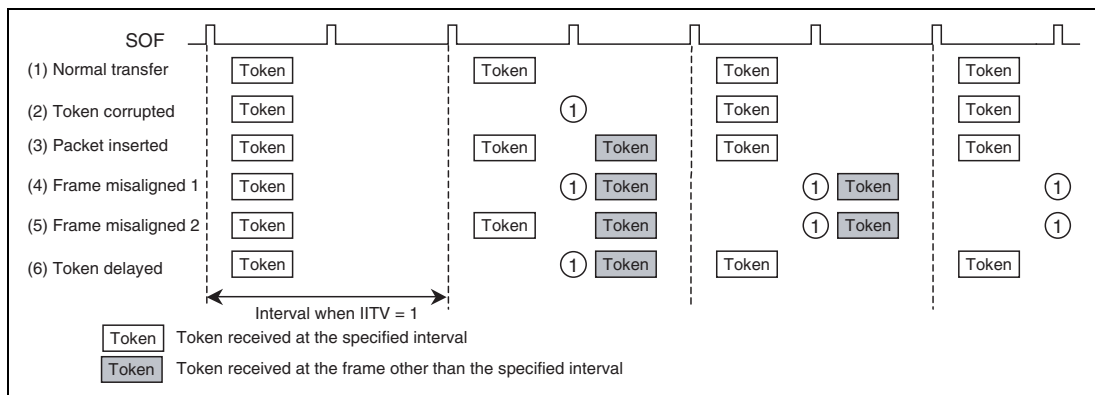 SOF
(1) Normal transfer Token Token Token Token
(2) Token corrupted Token 1 Token Token
(3) Packet inserted Token Token Token Token Token
(4) Frame misaligned 1 Token 1 Token 1 Token 1
(5) Frame misaligned 2 Token Token Token 1 Token 1
(6) Token delayed Token 1 Token Token Token
Interval when IITV = 1
Token Token received at the specified interval
Token Token received at the frame other than the specified interval